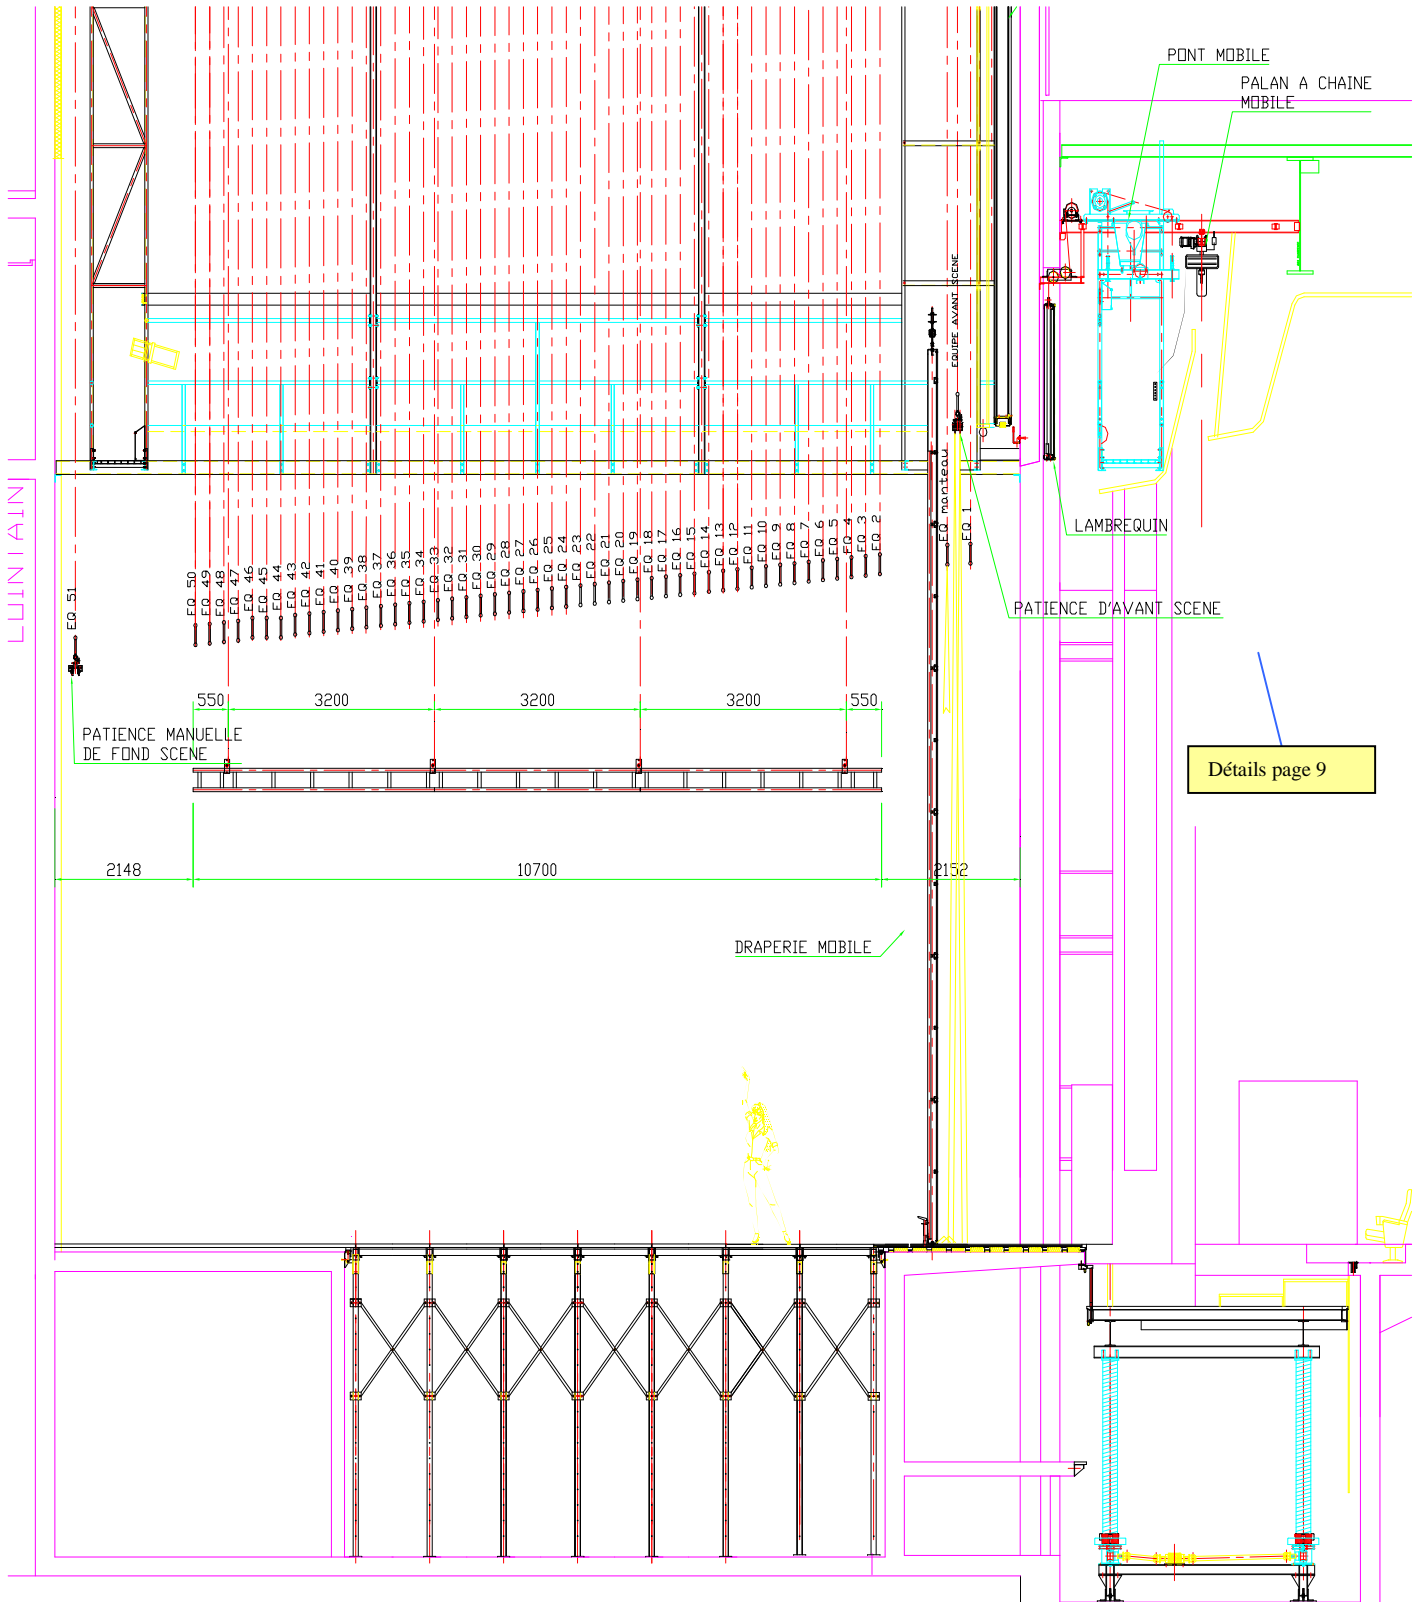 PONT MOBILE
PALAN A CHAINE
MOBILE
EQUIPE AVANT SCENE
LOINTAIN
EQ 51
EQ 50
EQ 49
EQ 48
EQ 47
EQ 46
EQ 45
EQ 44
EQ 43
EQ 42
EQ 41
EQ 40
EQ 39
EQ 38
EQ 37
EQ 36
EQ 35
EQ 34
EQ 33
EQ 32
EQ 31
EQ 30
EQ 29
EQ 28
EQ 27
EQ 26
EQ 25
EQ 24
EQ 23
EQ 22
EQ 21
EQ 20
EQ 19
EQ 18
EQ 17
EQ 16
EQ 15
EQ 14
EQ 13
EQ 12
EQ 11
EQ 10
EQ 9
EQ 8
EQ 7
EQ 6
EQ 5
EQ 4
EQ 3
EQ 2
EQ manteau
EQ 1
LAMBREQUIN
PATIENCE D'AVANT SCENE
550
3200
3200
3200
550
PATIENCE MANUELLE
DE FOND SCENE
Détails page 9
2148
10700
2152
DRAPERIE MOBILE